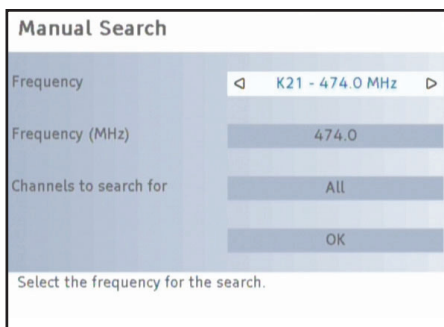 Manual Search
Frequency K21 - 474.0 MHz
Frequency (MHz) 474.0
Channels to search for All
OK
Select the frequency for the search.